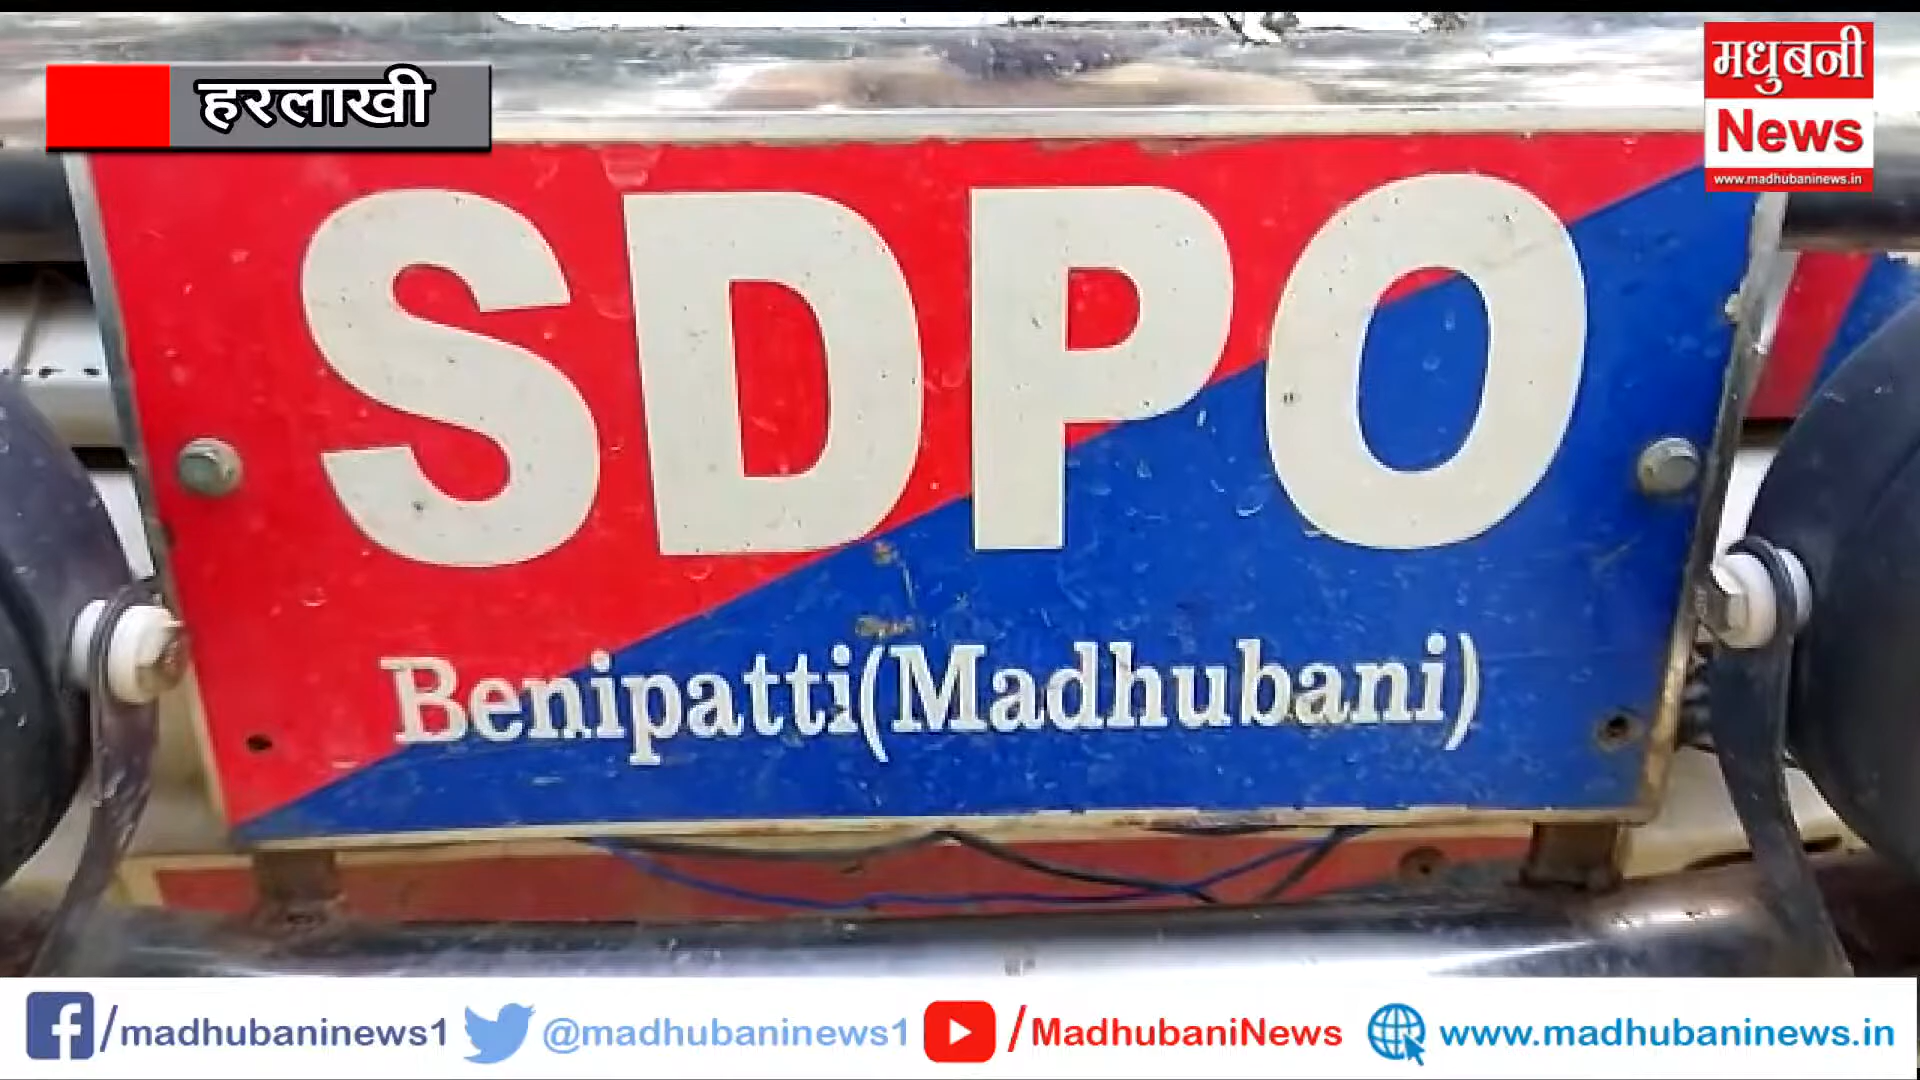 हरलाखी
मधुबनी
News
www.madhubaninews.in
SDPO
Benipatti(Madhubani)
/madhubaninews1 @madhubaninews1 /MadhubaniNews www.madhubaninews.in